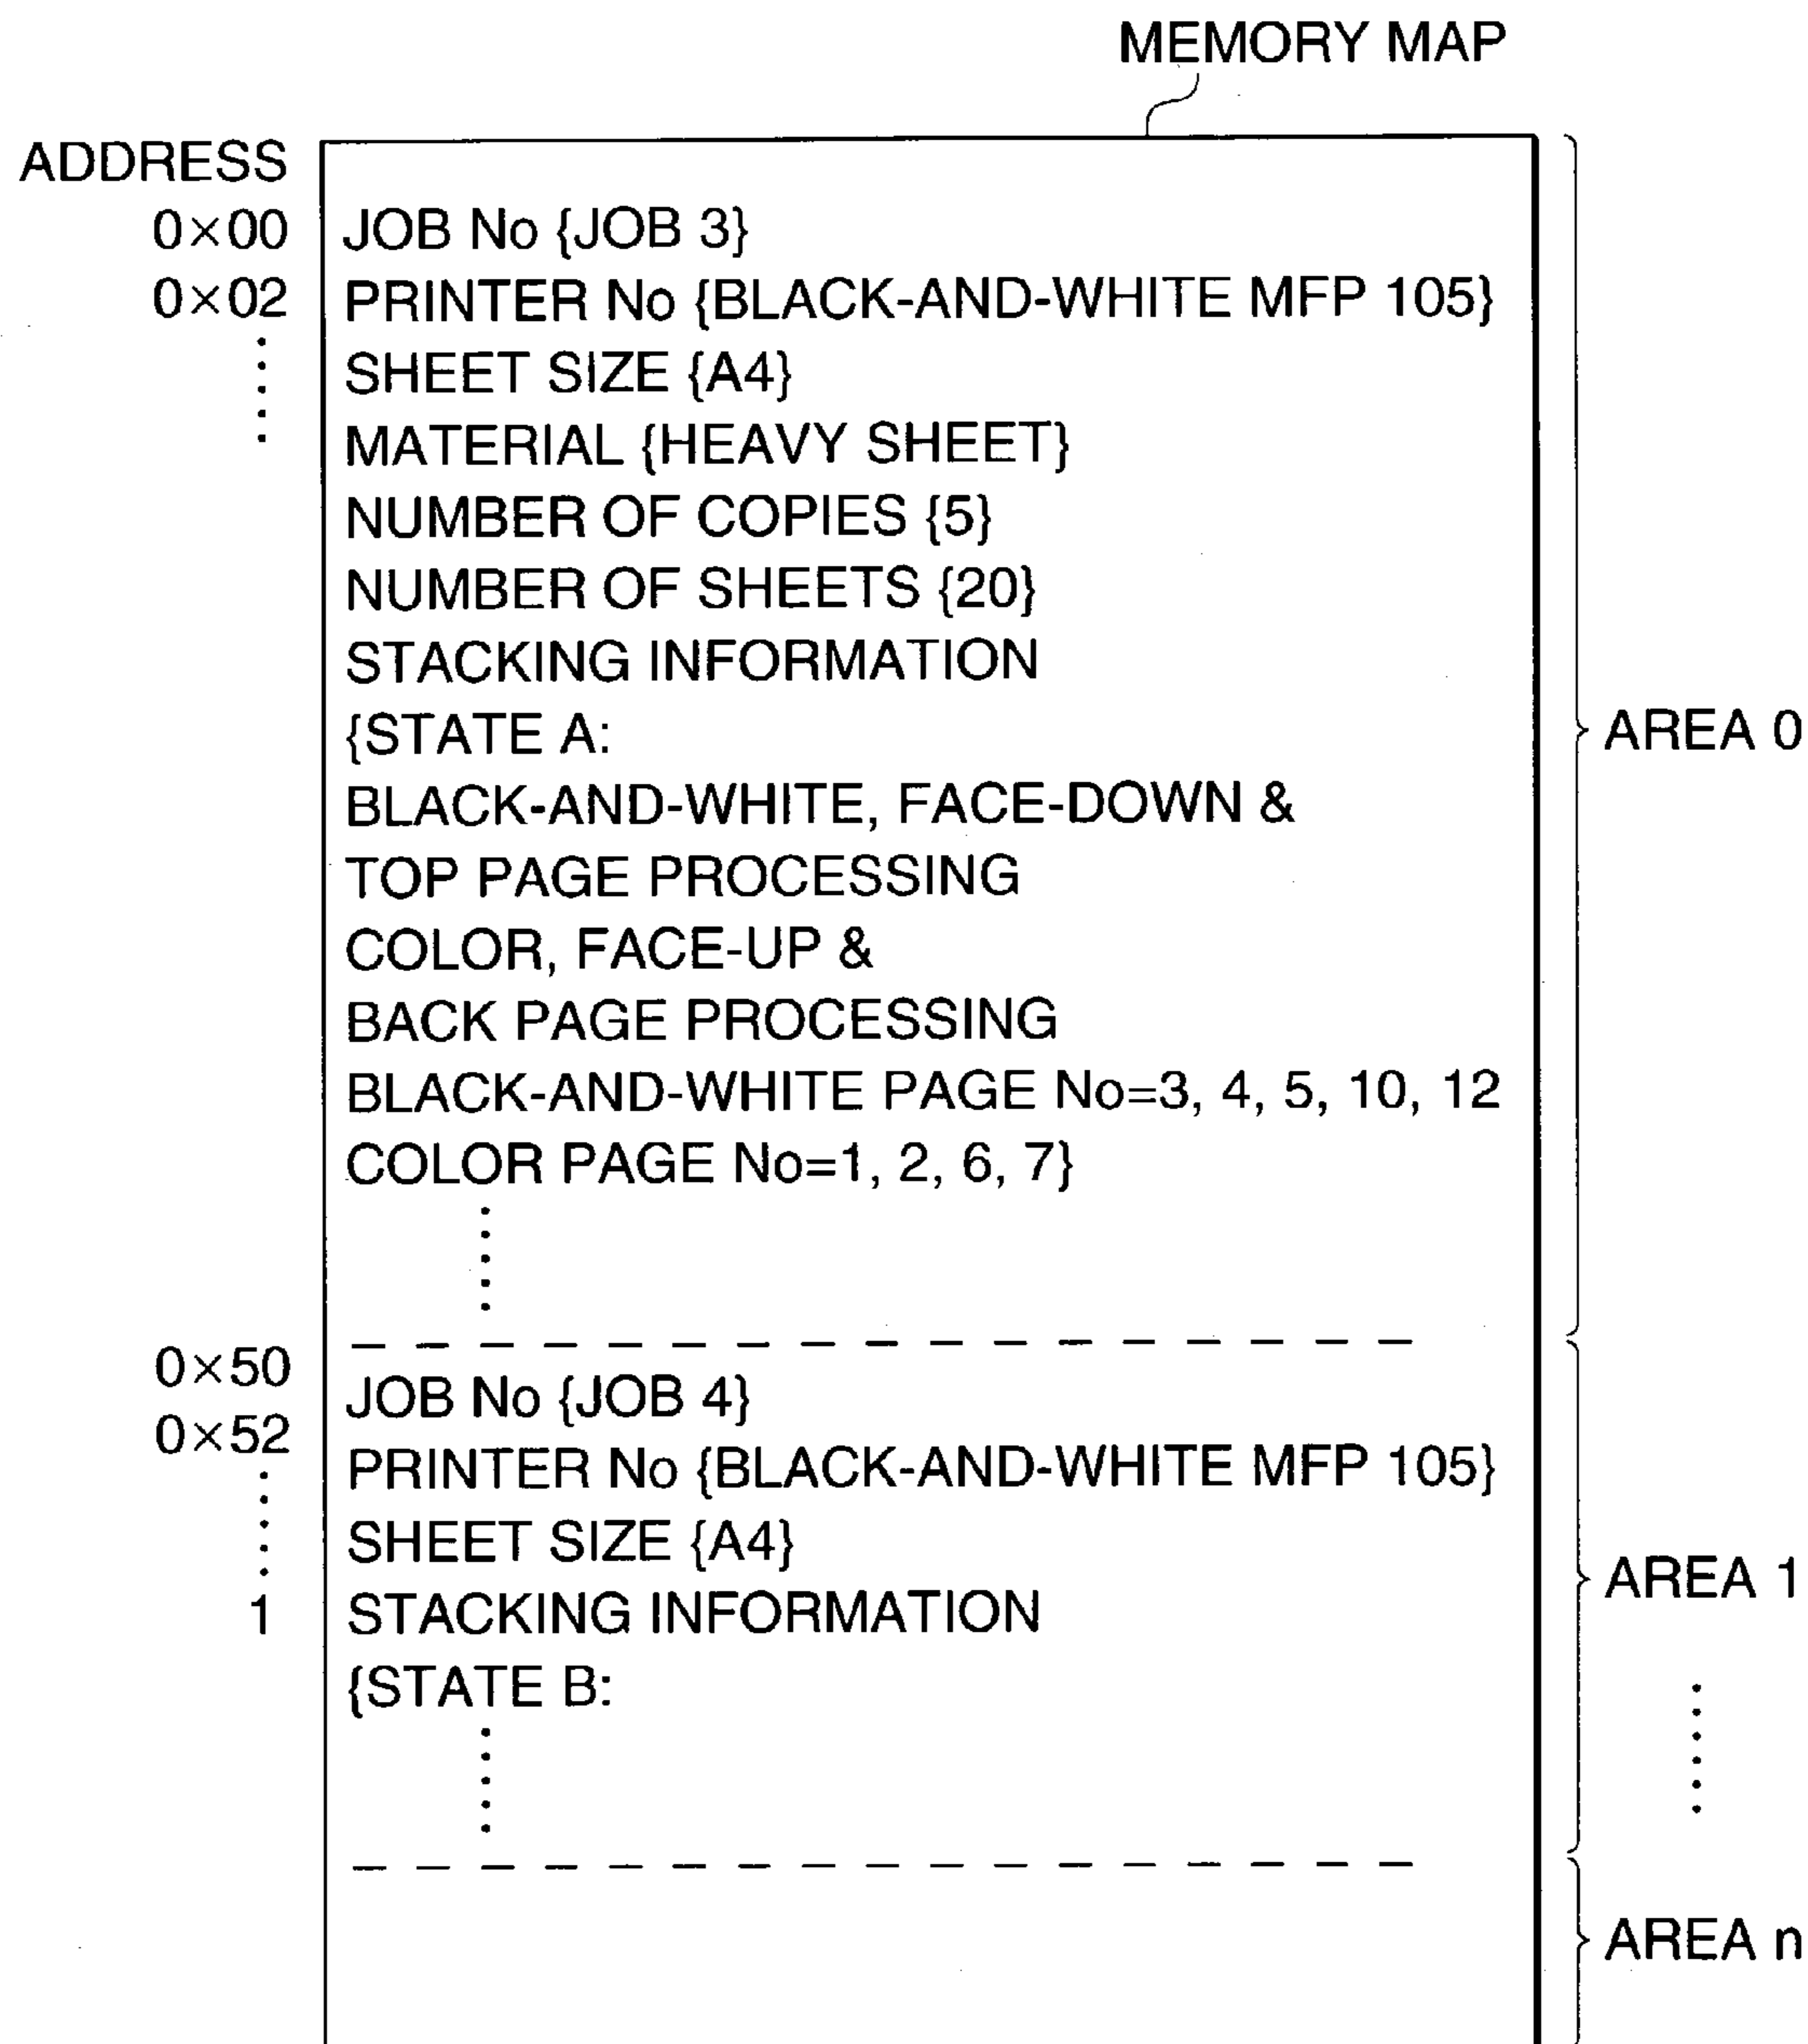 MEMORY MAP
ADDRESS
0×00 JOB No {JOB 3}
0×02 PRINTER No {BLACK-AND-WHITE MFP 105}
SHEET SIZE {A4}
MATERIAL {HEAVY SHEET}
NUMBER OF COPIES {5}
NUMBER OF SHEETS {20}
STACKING INFORMATION
{STATE A:
AREA 0
BLACK-AND-WHITE, FACE-DOWN &
TOP PAGE PROCESSING
COLOR, FACE-UP &
BACK PAGE PROCESSING
BLACK-AND-WHITE PAGE No=3, 4, 5, 10, 12
COLOR PAGE No=1, 2, 6, 7}
0×50 JOB No {JOB 4}
0×52 PRINTER No {BLACK-AND-WHITE MFP 105}
SHEET SIZE {A4}
AREA 1
1 STACKING INFORMATION
{STATE B:
AREA n